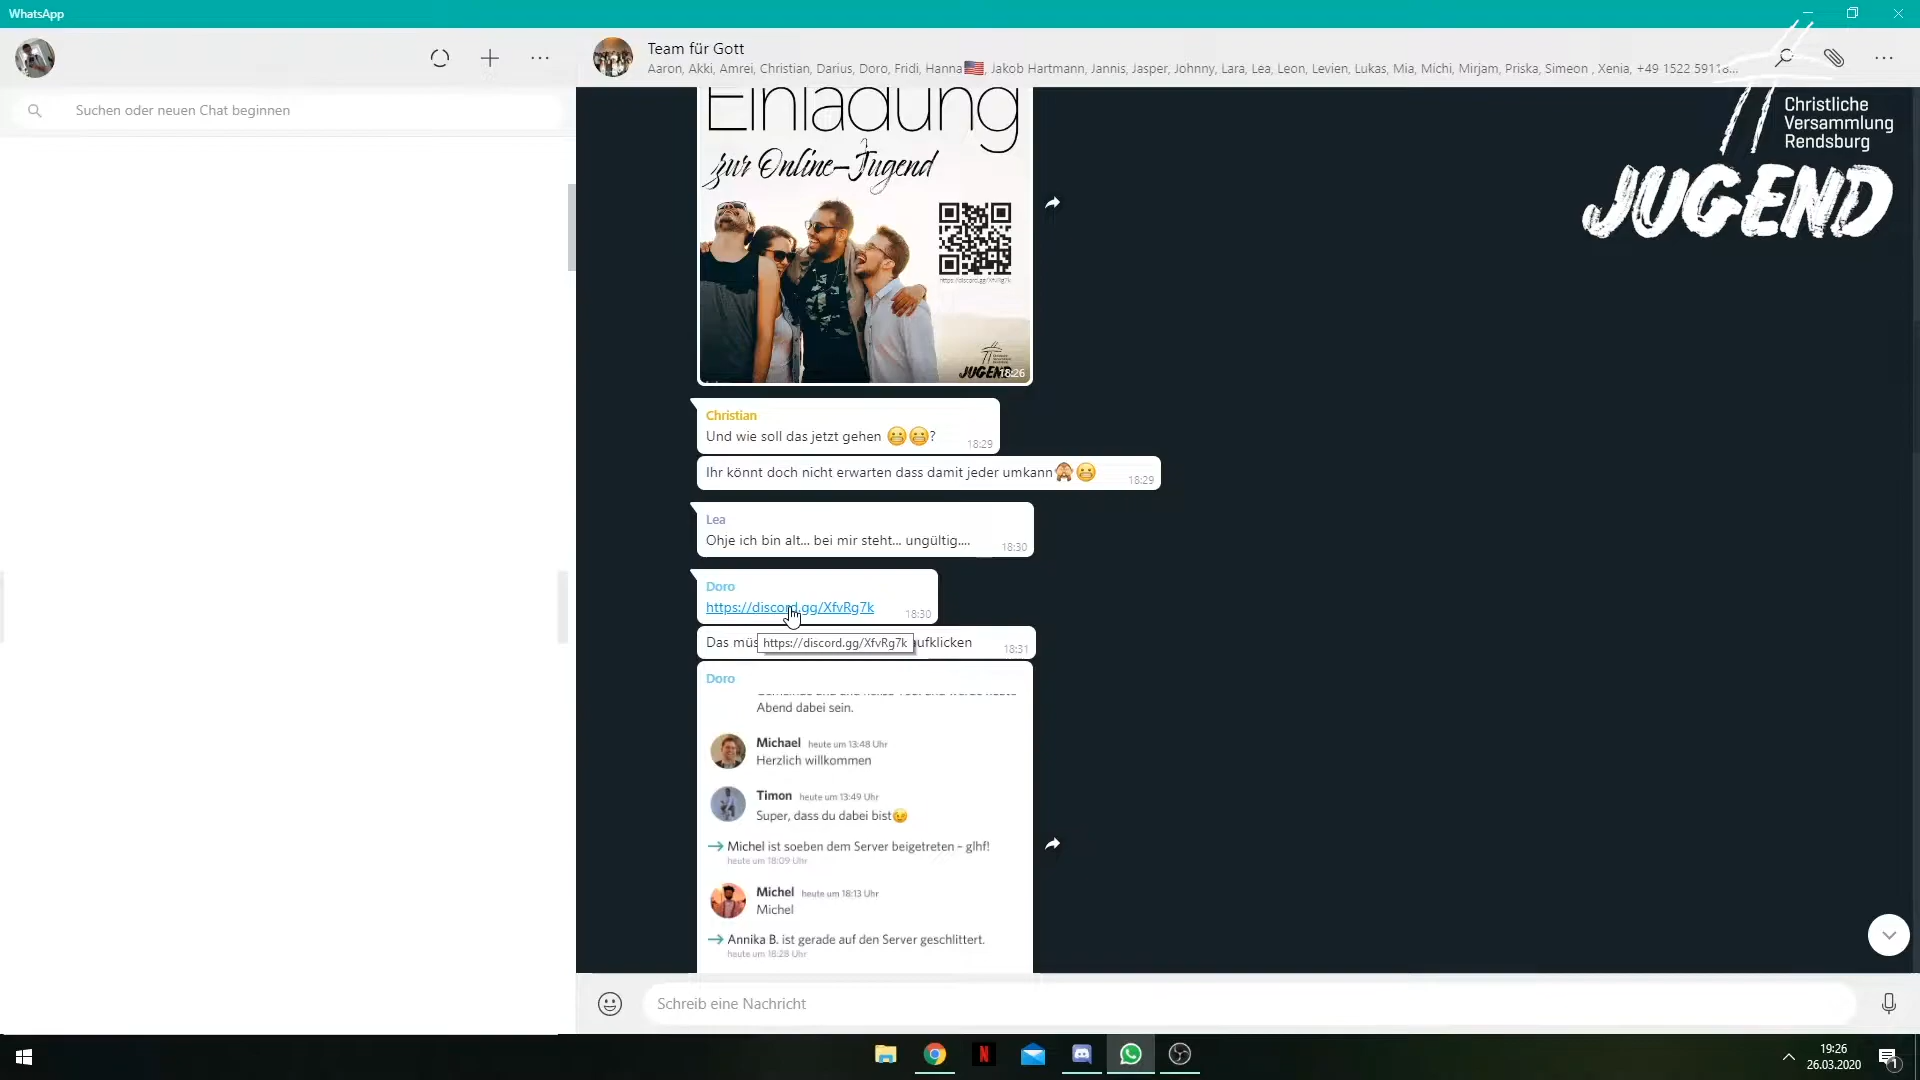 WhatsApp
Suchen oder neuen Chat beginnen
Team für Gott
Aaron, Akki, Amrei, Christian, Darius, Doro, Fridi, Hanna🇺🇸, Jakob Hartmann, Jannis, Jasper, Johnny, Lara, Lea, Leon, Levien, Lukas, Mia, Michi, Mirjam, Priska, Simeon , Xenia, +49 1522 59118...
Christliche
Versammlung
Rendsburg
JUGEND
Einladung
zur Online-Jugend
https://discord.gg/XfvRg7k
JUGEND
18:26
Christian
Und wie soll das jetzt gehen 😬😬?
18:29
Ihr könnt doch nicht erwarten dass damit jeder umkann🙈😬
18:29
Lea
Ohje ich bin alt... bei mir steht... ungültig....
18:30
Doro
https://discord.gg/XfvRg7k
18:30
Das müs
https://discord.gg/XfvRg7k
ufklicken
18:31
Doro
Abend dabei sein.
Michael heute um 13:48 Uhr
Herzlich willkommen
Timon heute um 13:49 Uhr
Super, dass du dabei bist😉
Michel ist soeben dem Server beigetreten – glhf!
heute um 18:09 Uhr
Michel heute um 18:13 Uhr
Michel
Annika B. ist gerade auf den Server geschlittert.
heute um 18:28 Uhr
Schreib eine Nachricht
19:26
26.03.2020
1